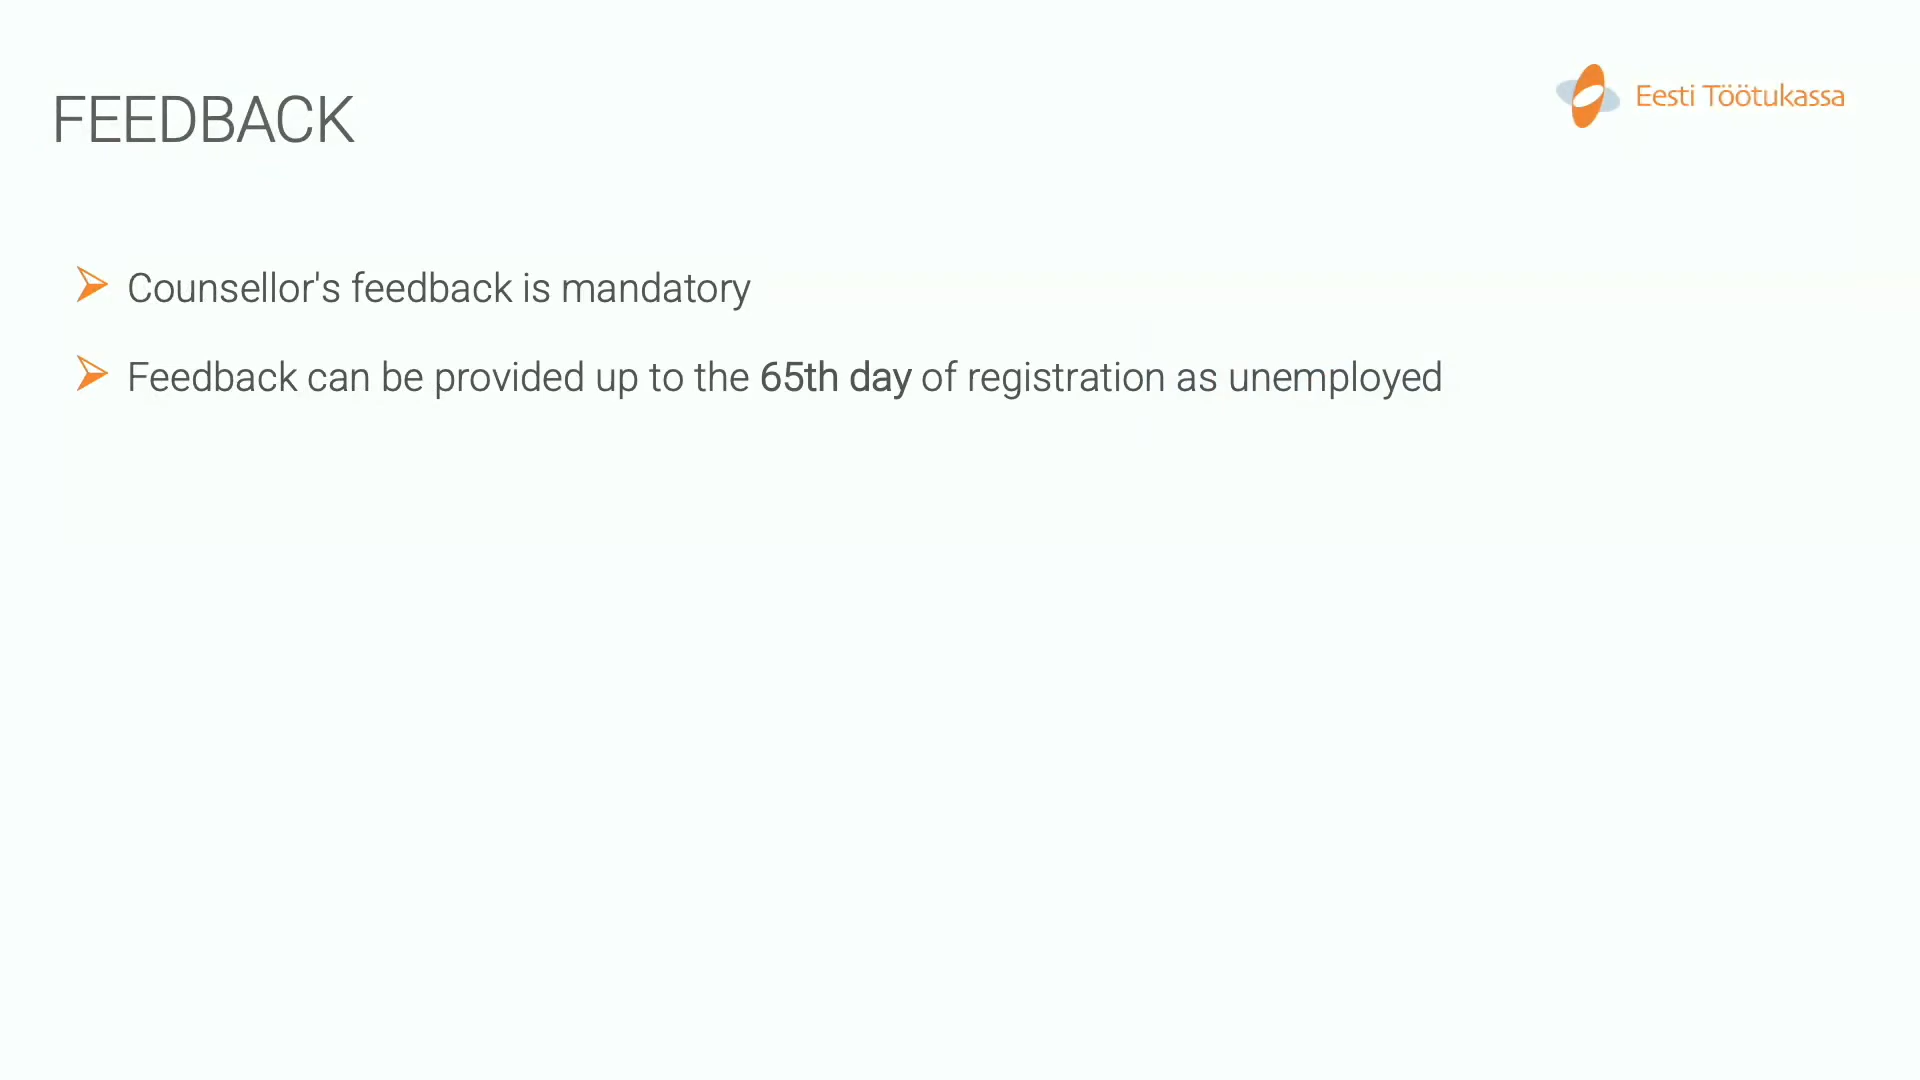 FEEDBACK
Eesti Töötukassa
Counsellor's feedback is mandatory
Feedback can be provided up to the 65th day of registration as unemployed